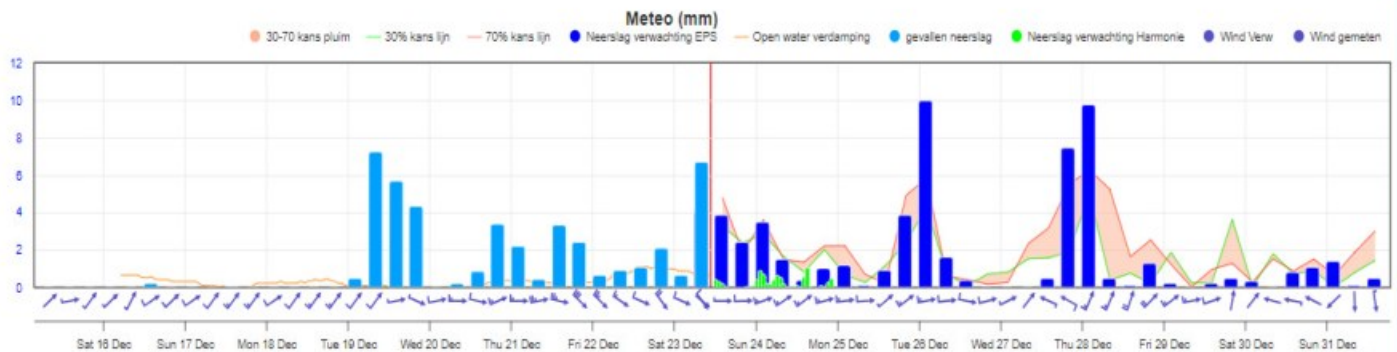 Meteo (mm)
30-70 kans pluim 30% kans lijn 70% kans lijn Neerslag verwachting EPS Open water verdamping gevallen neerslag Neerslag verwachting Harmonie Wind Verw Wind gemeten
12
10
8
6
4
2
0
Sat 16 Dec Sun 17 Dec Mon 18 Dec Tue 19 Dec Wed 20 Dec Thu 21 Dec Fri 22 Dec Sat 23 Dec Sun 24 Dec Mon 25 Dec Tue 26 Dec Wed 27 Dec Thu 28 Dec Fri 29 Dec Sat 30 Dec Sun 31 Dec